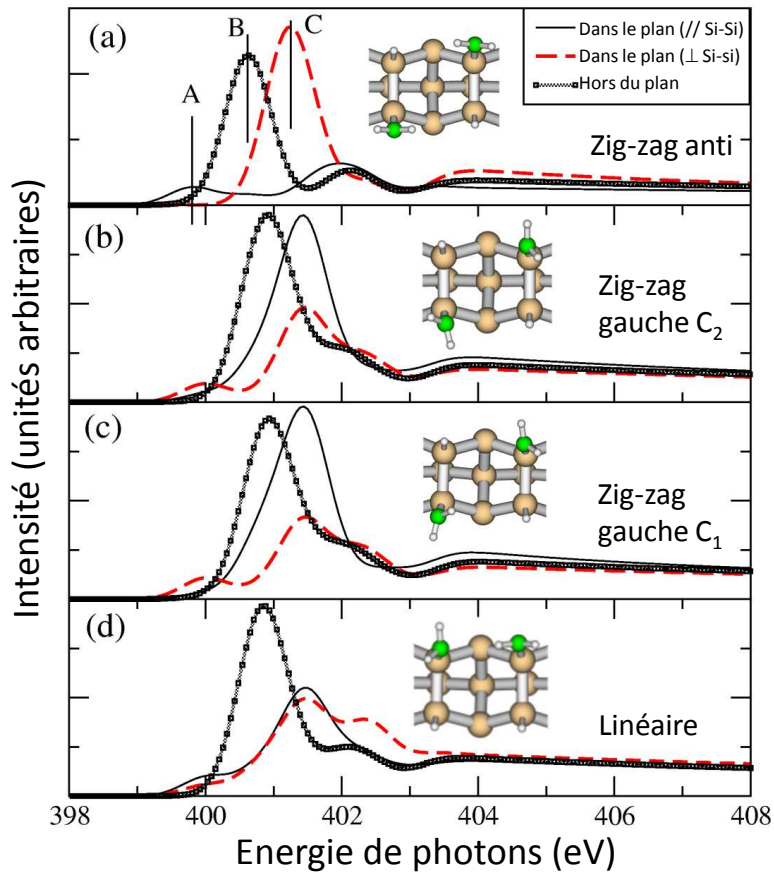 (a)
A
B
C
Dans le plan (// Si-Si)
Dans le plan (⊥ Si-si)
Hors du plan
Zig-zag anti
(b)
Zig-zag
gauche C2
(c)
Zig-zag
gauche C1
(d)
Linéaire
Intensité (unités arbitraires)
398 400 402 404 406 408
Energie de photons (eV)